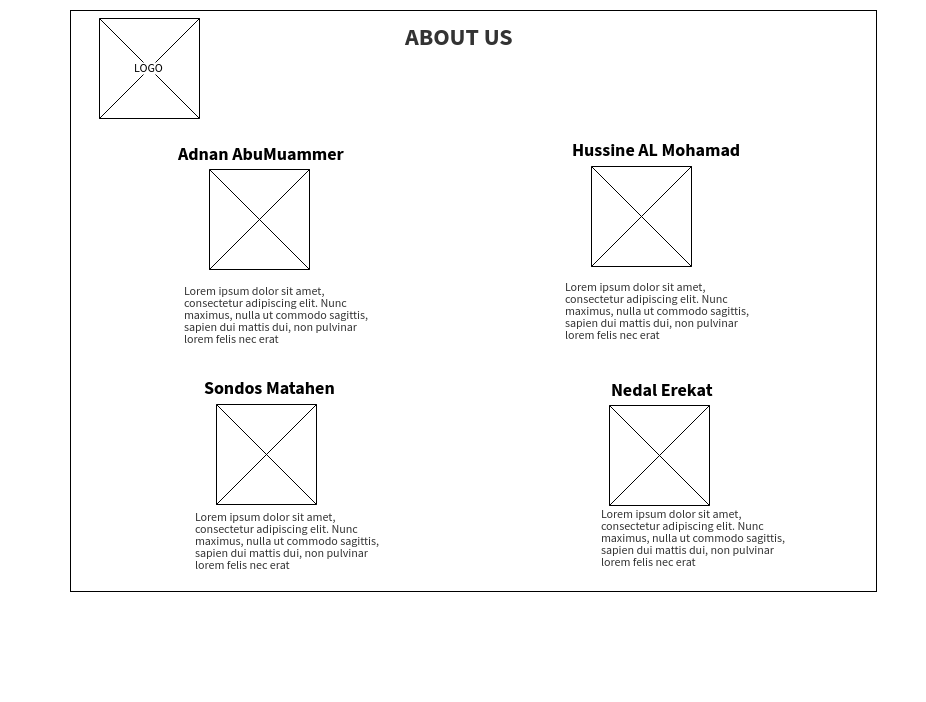 ABOUT US
LOGO
Adnan AbuMuammer
Hussine AL Mohamad
Lorem ipsum dolor sit amet,
consectetur adipiscing elit. Nunc
maximus, nulla ut commodo sagittis,
sapien dui mattis dui, non pulvinar
lorem felis nec erat
Lorem ipsum dolor sit amet,
consectetur adipiscing elit. Nunc
maximus, nulla ut commodo sagittis,
sapien dui mattis dui, non pulvinar
lorem felis nec erat
Sondos Matahen
Nedal Erekat
Lorem ipsum dolor sit amet,
consectetur adipiscing elit. Nunc
maximus, nulla ut commodo sagittis,
sapien dui mattis dui, non pulvinar
lorem felis nec erat
Lorem ipsum dolor sit amet,
consectetur adipiscing elit. Nunc
maximus, nulla ut commodo sagittis,
sapien dui mattis dui, non pulvinar
lorem felis nec erat